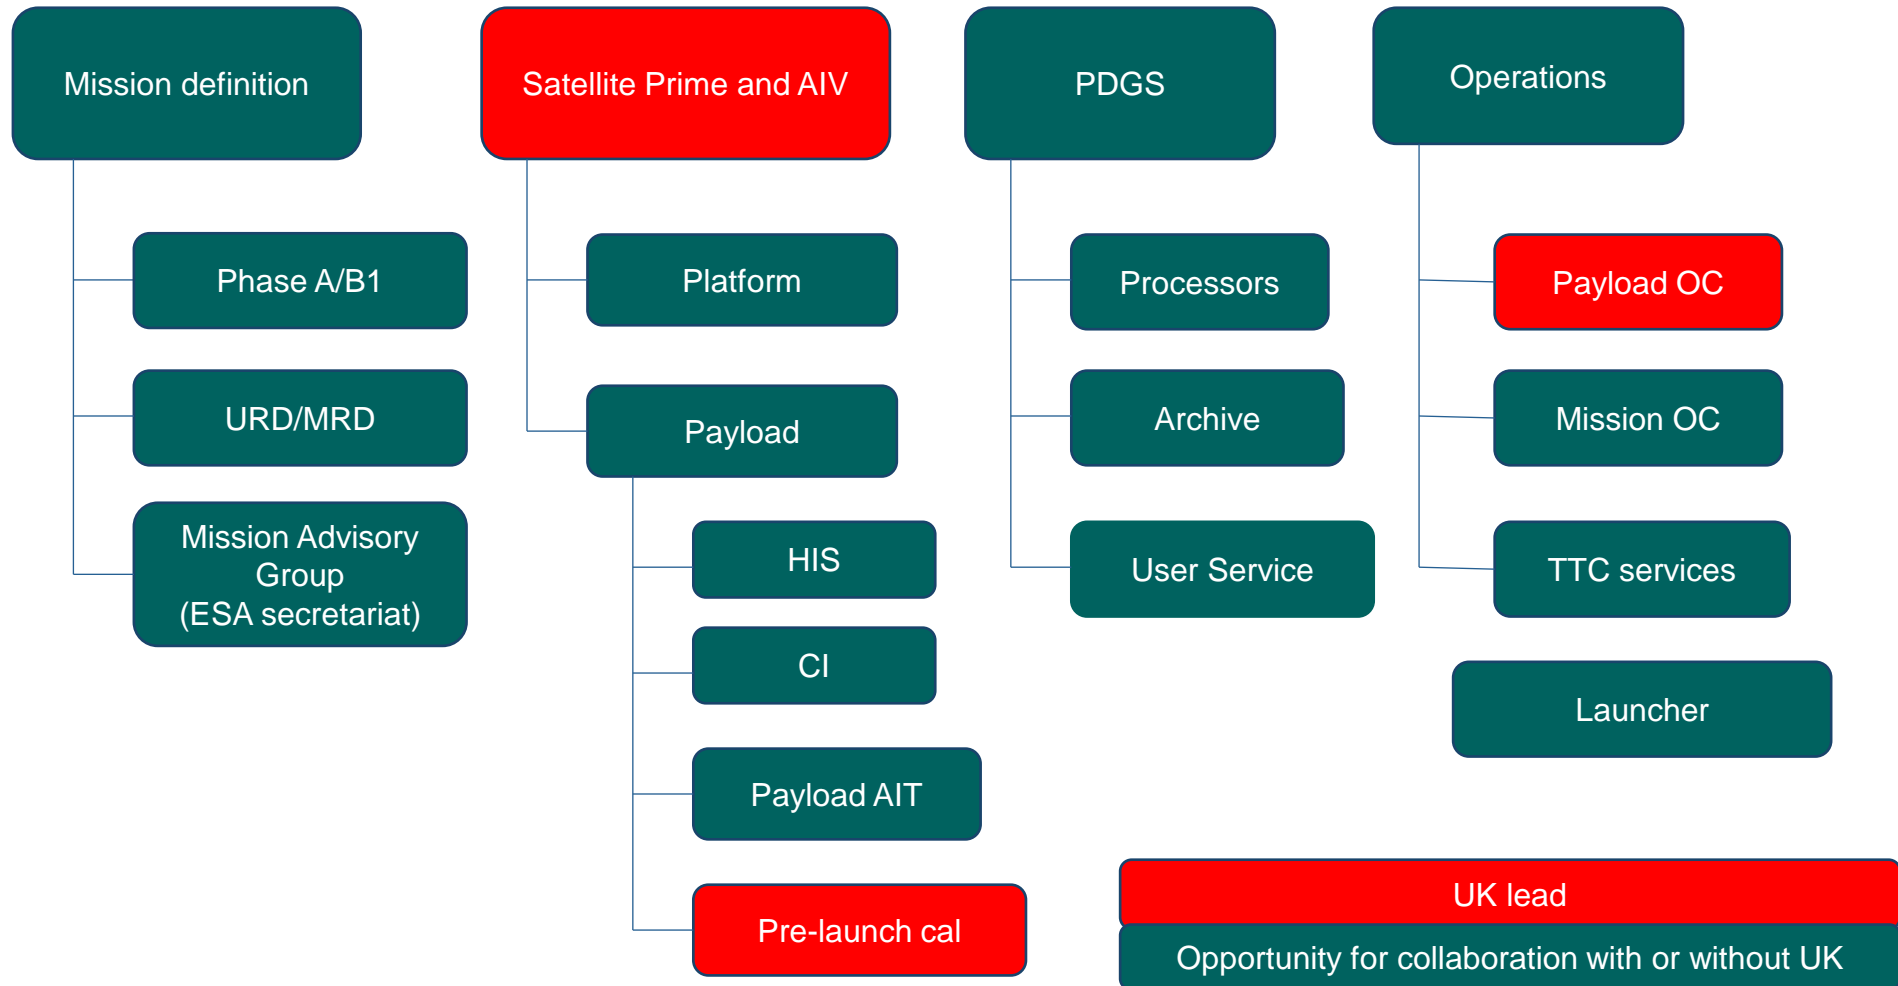 Mission definition
Phase A/B1
URD/MRD
Mission Advisory
Group
(ESA secretariat)
Satellite Prime and AIV
Platform
Payload
HIS
CI
Payload AIT
Pre-launch cal
PDGS
Processors
Archive
User Service
Operations
Payload OC
Mission OC
TTC services
Launcher
UK lead
Opportunity for collaboration with or without UK